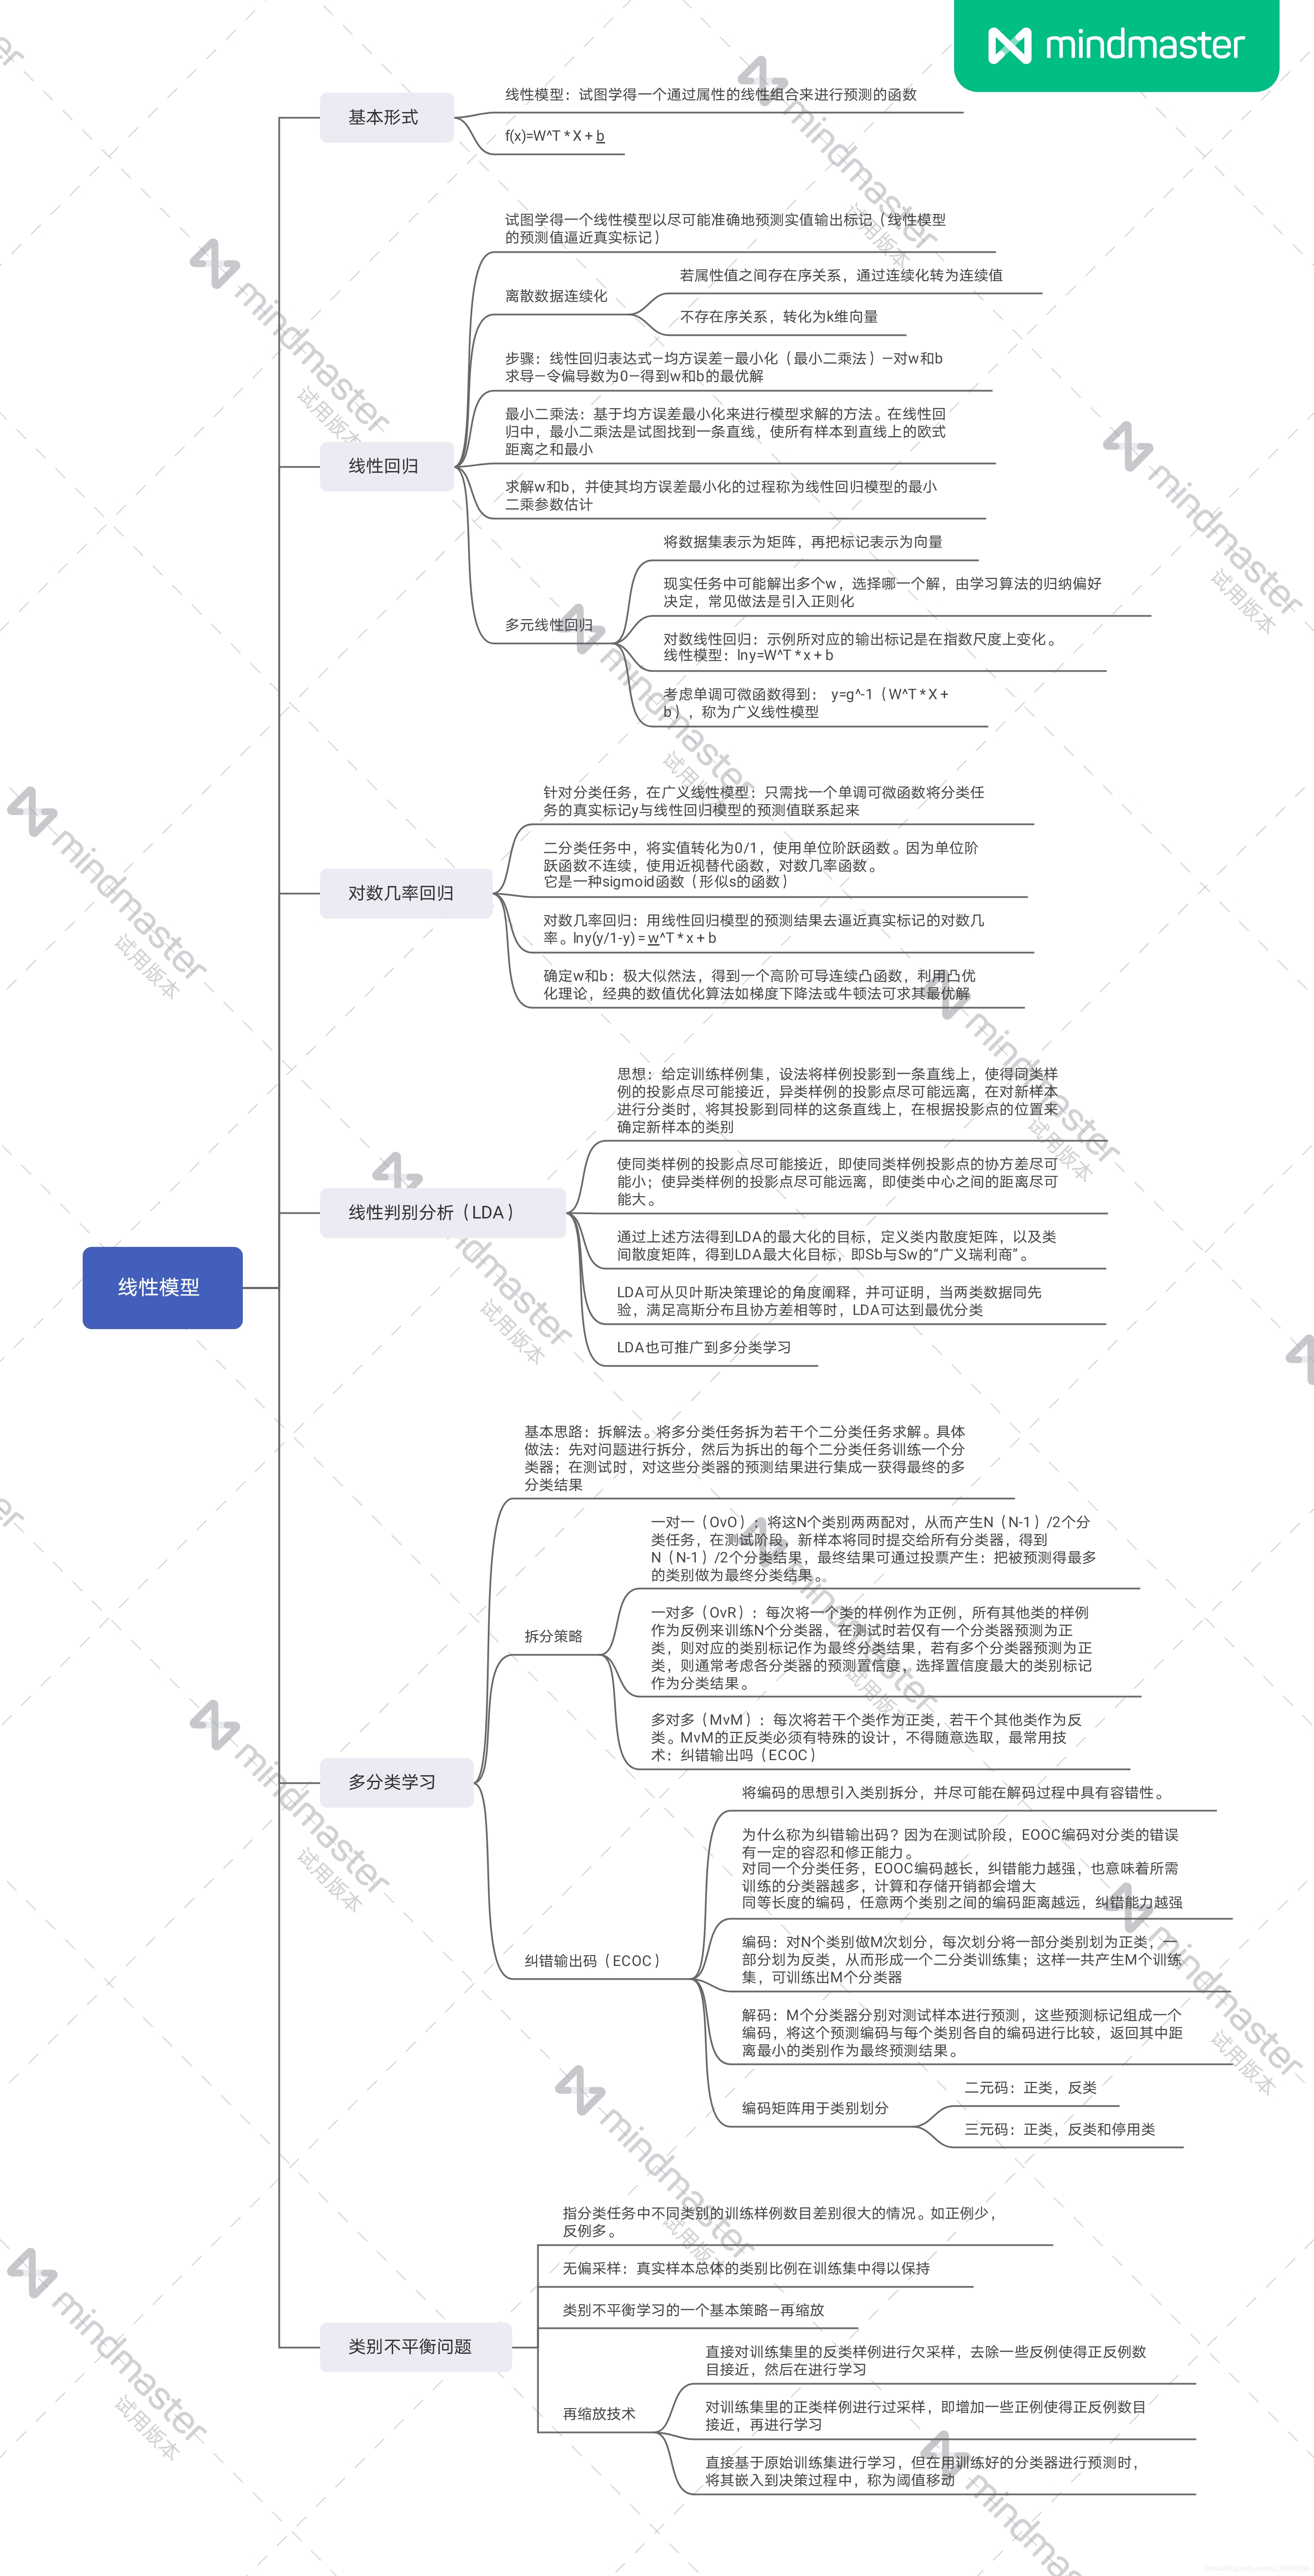 mindmaster
基本形式
线性模型：试图学得一个通过属性的线性组合来进行预测的函数
f(x)=W^T * X + b
线性回归
试图学得一个线性模型以尽可能准确地预测实值输出标记（线性模型
的预测值逼近真实标记）
离散数据连续化
若属性值之间存在序关系，通过连续化转为连续值
不存在序关系，转化为k维向量
步骤：线性回归表达式—均方误差—最小化（最小二乘法）—对w和b
求导—令偏导数为0—得到w和b的最优解
最小二乘法：基于均方误差最小化来进行模型求解的方法。在线性回
归中，最小二乘法是试图找到一条直线，使所有样本到直线上的欧式
距离之和最小
求解w和b，并使其均方误差最小化的过程称为线性回归模型的最小
二乘参数估计
多元线性回归
将数据集表示为矩阵，再把标记表示为向量
现实任务中可能解出多个w，选择哪一个解，由学习算法的归纳偏好
决定，常见做法是引入正则化
对数线性回归：示例所对应的输出标记是在指数尺度上变化。
线性模型：lny=W^T * x + b
考虑单调可微函数得到： y=g^-1（W^T * X +
b），称为广义线性模型
对数几率回归
针对分类任务，在广义线性模型：只需找一个单调可微函数将分类任
务的真实标记y与线性回归模型的预测值联系起来
二分类任务中，将实值转化为0/1，使用单位阶跃函数。因为单位阶
跃函数不连续，使用近视替代函数，对数几率函数。
它是一种sigmoid函数（形似s的函数）
对数几率回归：用线性回归模型的预测结果去逼近真实标记的对数几
率。lny(y/1-y) = w^T * x + b
确定w和b：极大似然法，得到一个高阶可导连续凸函数，利用凸优
化理论，经典的数值优化算法如梯度下降法或牛顿法可求其最优解
线性判别分析（LDA）
思想：给定训练样例集，设法将样例投影到一条直线上，使得同类样
例的投影点尽可能接近，异类样例的投影点尽可能远离，在对新样本
进行分类时，将其投影到同样的这条直线上，在根据投影点的位置来
确定新样本的类别
使同类样例的投影点尽可能接近，即使同类样例投影点的协方差尽可
能小；使异类样例的投影点尽可能远离，即使类中心之间的距离尽可
能大。
通过上述方法得到LDA的最大化的目标，定义类内散度矩阵，以及类
间散度矩阵，得到LDA最大化目标，即Sb与Sw的“广义瑞利商”。
LDA可从贝叶斯决策理论的角度阐释，并可证明，当两类数据同先
验，满足高斯分布且协方差相等时，LDA可达到最优分类
LDA也可推广到多分类学习
线性模型
多分类学习
基本思路：拆解法。将多分类任务拆为若干个二分类任务求解。具体
做法：先对问题进行拆分，然后为拆出的每个二分类任务训练一个分
类器；在测试时，对这些分类器的预测结果进行集成一获得最终的多
分类结果
拆分策略
一对一（OvO）：将这N个类别两两配对，从而产生N（N-1）/2个分
类任务，在测试阶段，新样本将同时提交给所有分类器，得到
N（N-1）/2个分类结果，最终结果可通过投票产生：把被预测得最多
的类别做为最终分类结果。
一对多（OvR）：每次将一个类的样例作为正例，所有其他类的样例
作为反例来训练N个分类器，在测试时若仅有一个分类器预测为正
类，则对应的类别标记作为最终分类结果，若有多个分类器预测为正
类，则通常考虑各分类器的预测置信度，选择置信度最大的类别标记
作为分类结果。
多对多（MvM）：每次将若干个类作为正类，若干个其他类作为反
类。MvM的正反类必须有特殊的设计，不得随意选取，最常用技
术：纠错输出吗（ECOC）
纠错输出码（ECOC）
将编码的思想引入类别拆分，并尽可能在解码过程中具有容错性。
为什么称为纠错输出码？因为在测试阶段，EOOC编码对分类的错误
有一定的容忍和修正能力。
对同一个分类任务，EOOC编码越长，纠错能力越强，也意味着所需
训练的分类器越多，计算和存储开销都会增大
同等长度的编码，任意两个类别之间的编码距离越远，纠错能力越强
编码：对N个类别做M次划分，每次划分将一部分类别划为正类，一
部分划为反类，从而形成一个二分类训练集；这样一共产生M个训练
集，可训练出M个分类器
解码：M个分类器分别对测试样本进行预测，这些预测标记组成一个
编码，将这个预测编码与每个类别各自的编码进行比较，返回其中距
离最小的类别作为最终预测结果。
编码矩阵用于类别划分
二元码：正类，反类
三元码：正类，反类和停用类
类别不平衡问题
指分类任务中不同类别的训练样例数目差别很大的情况。如正例少，
反例多。
无偏采样：真实样本总体的类别比例在训练集中得以保持
类别不平衡学习的一个基本策略—再缩放
再缩放技术
直接对训练集里的反类样例进行欠采样，去除一些反例使得正反例数
目接近，然后在进行学习
对训练集里的正类样例进行过采样，即增加一些正例使得正反例数目
接近，再进行学习
直接基于原始训练集进行学习，但在用训练好的分类器进行预测时，
将其嵌入到决策过程中，称为阈值移动